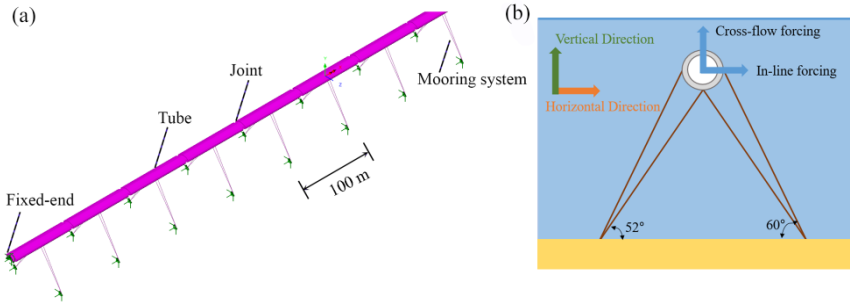 (a)
Joint
Mooring system
Tube
100 m
Fixed-end
(b)
Cross-flow forcing
Vertical Direction
In-line forcing
Horizontal Direction
52°
60°